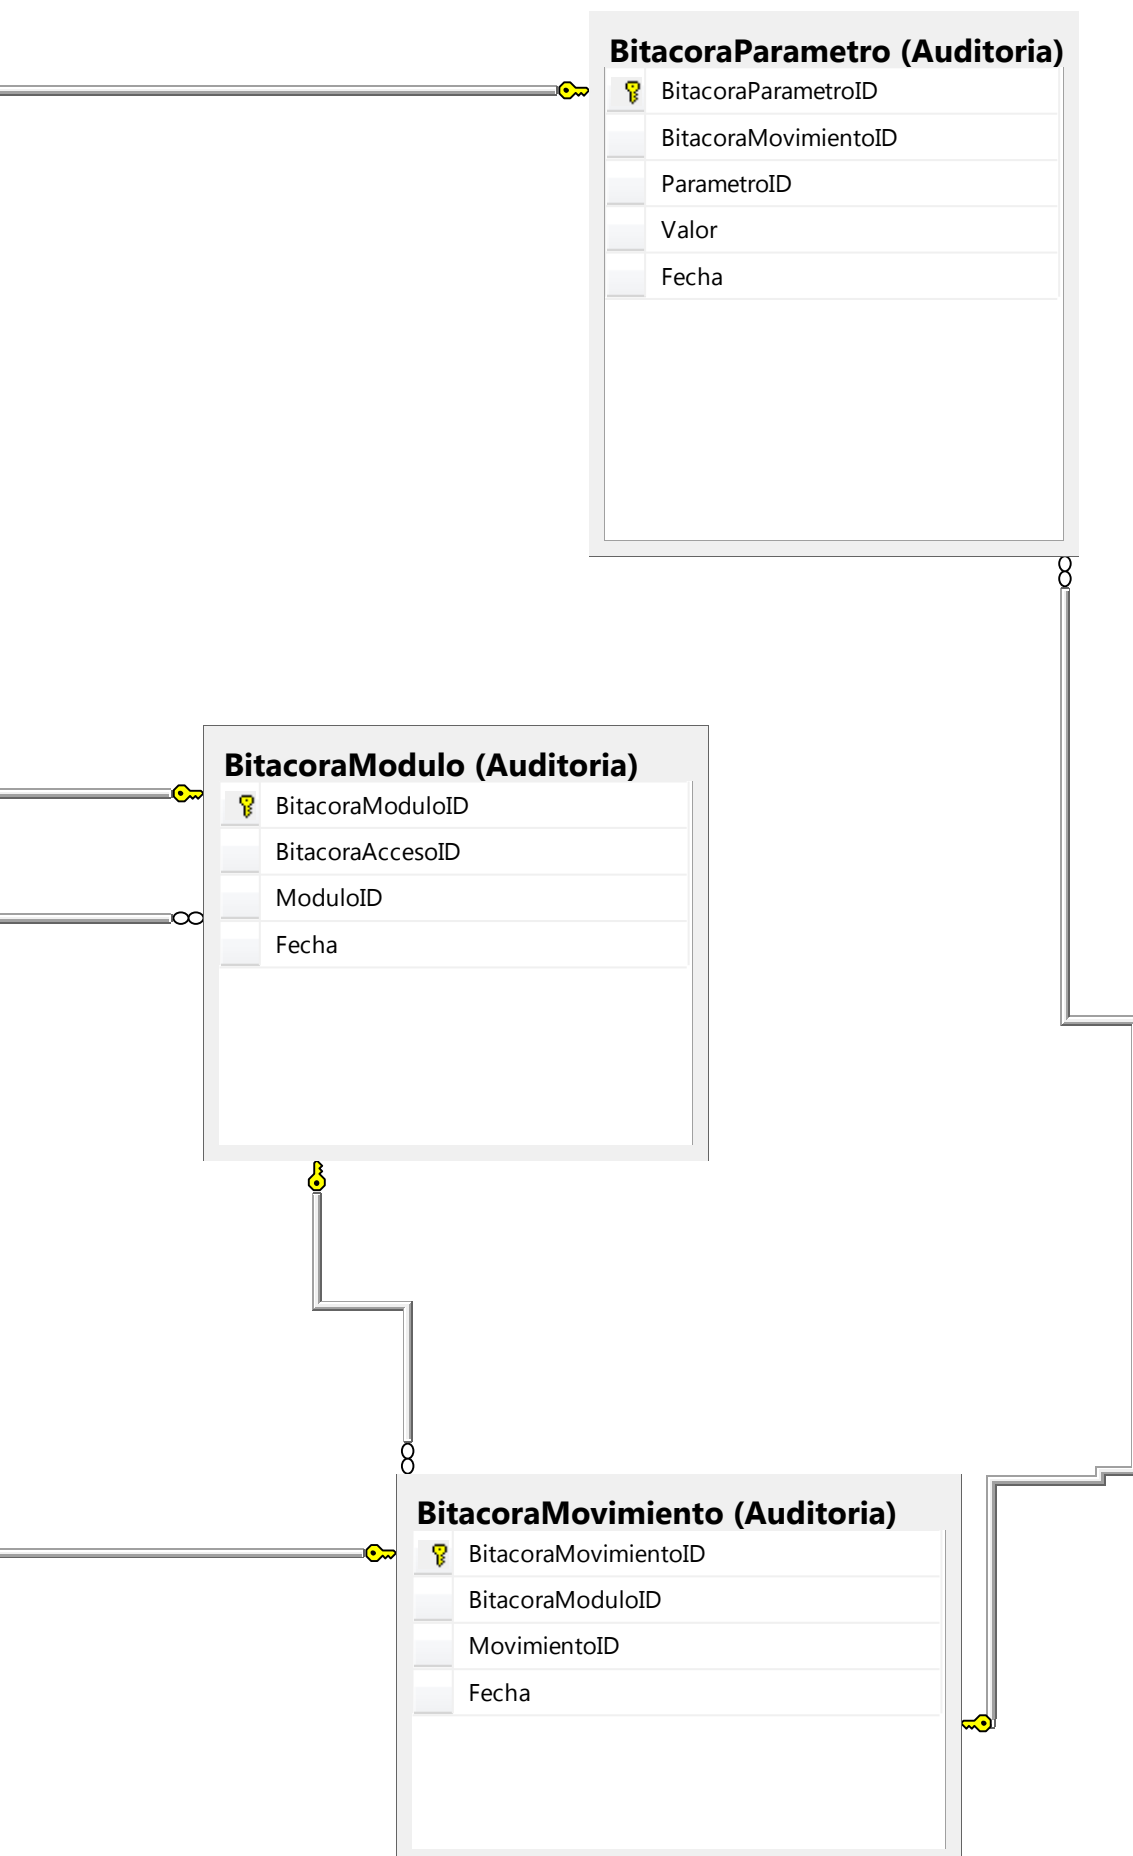 BitacoraParametro (Auditoria)
BitacoraParametroID
BitacoraMovimientoID
ParametroID
Valor
Fecha
BitacoraModulo (Auditoria)
BitacoraModuloID
BitacoraAccesoID
ModuloID
Fecha
BitacoraMovimiento (Auditoria)
BitacoraMovimientoID
BitacoraModuloID
MovimientoID
Fecha